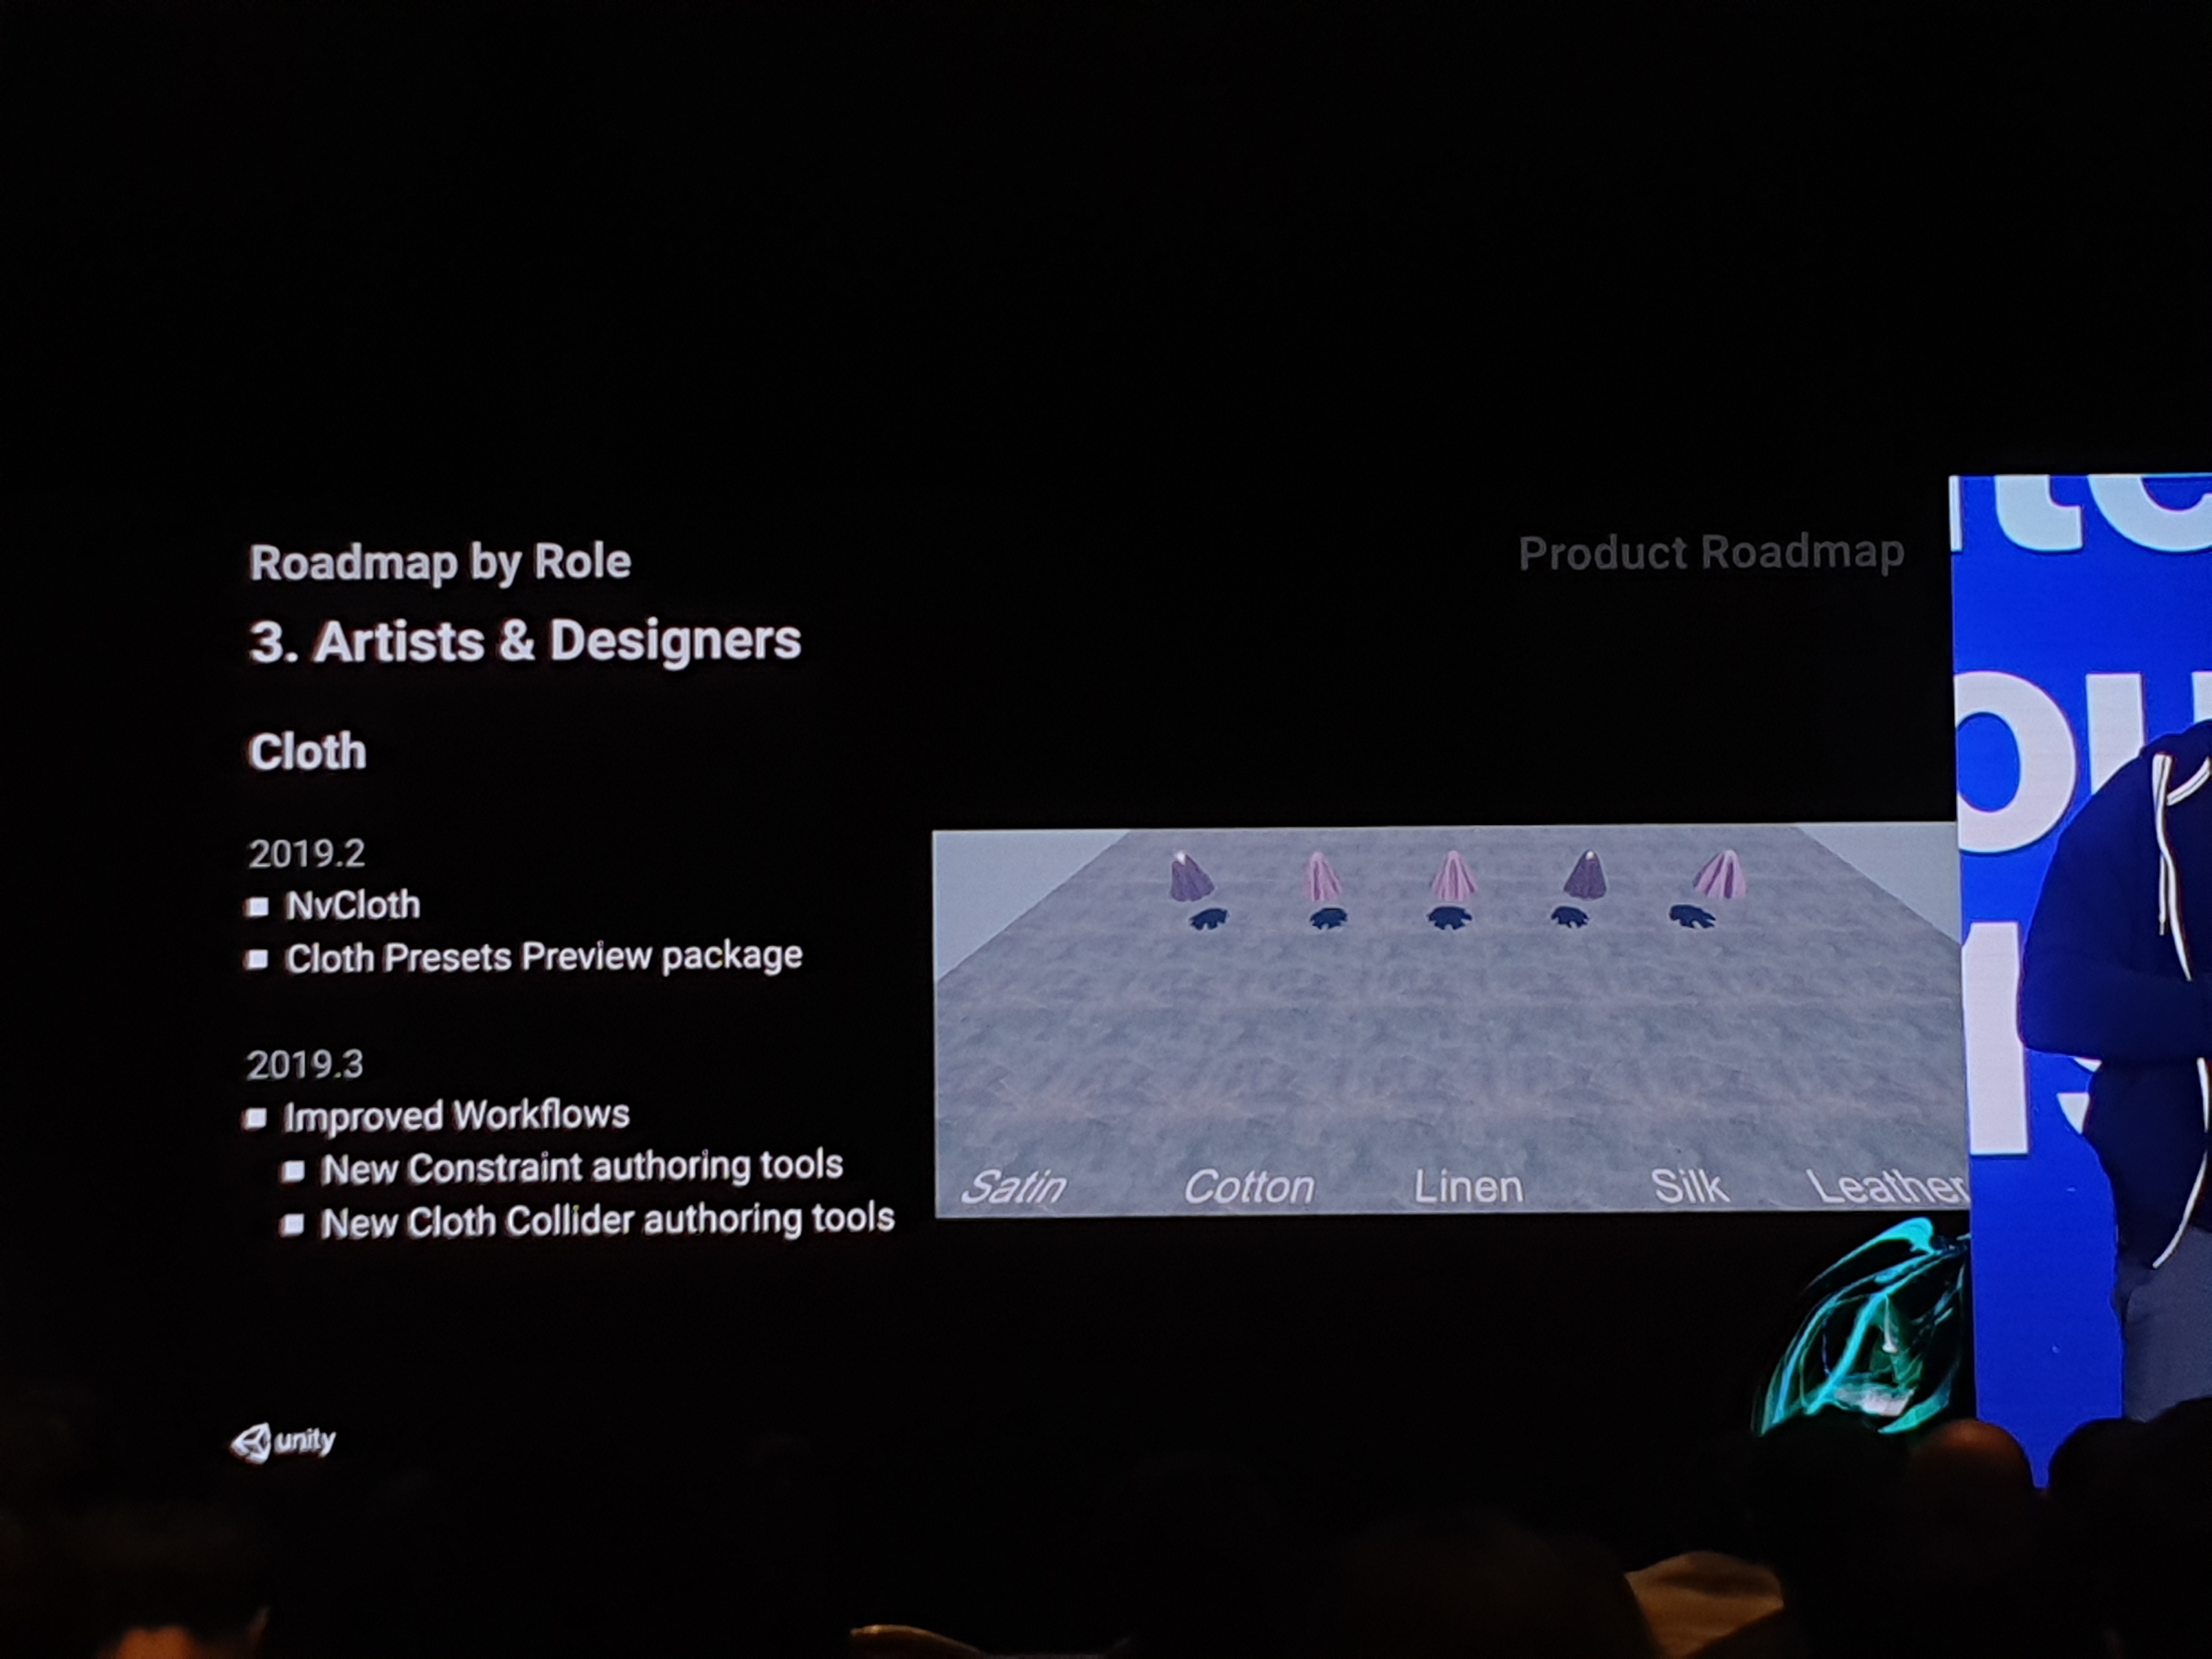 Roadmap by Role
Product Roadmap
3. Artists & Designers
Cloth
2019.2
NvCloth
Cloth Presets Preview package
2019.3
Improved Workflows
New Constraint authoring tools
New Cloth Collider authoring tools
Satin Cotton Linen Silk Leather
unity